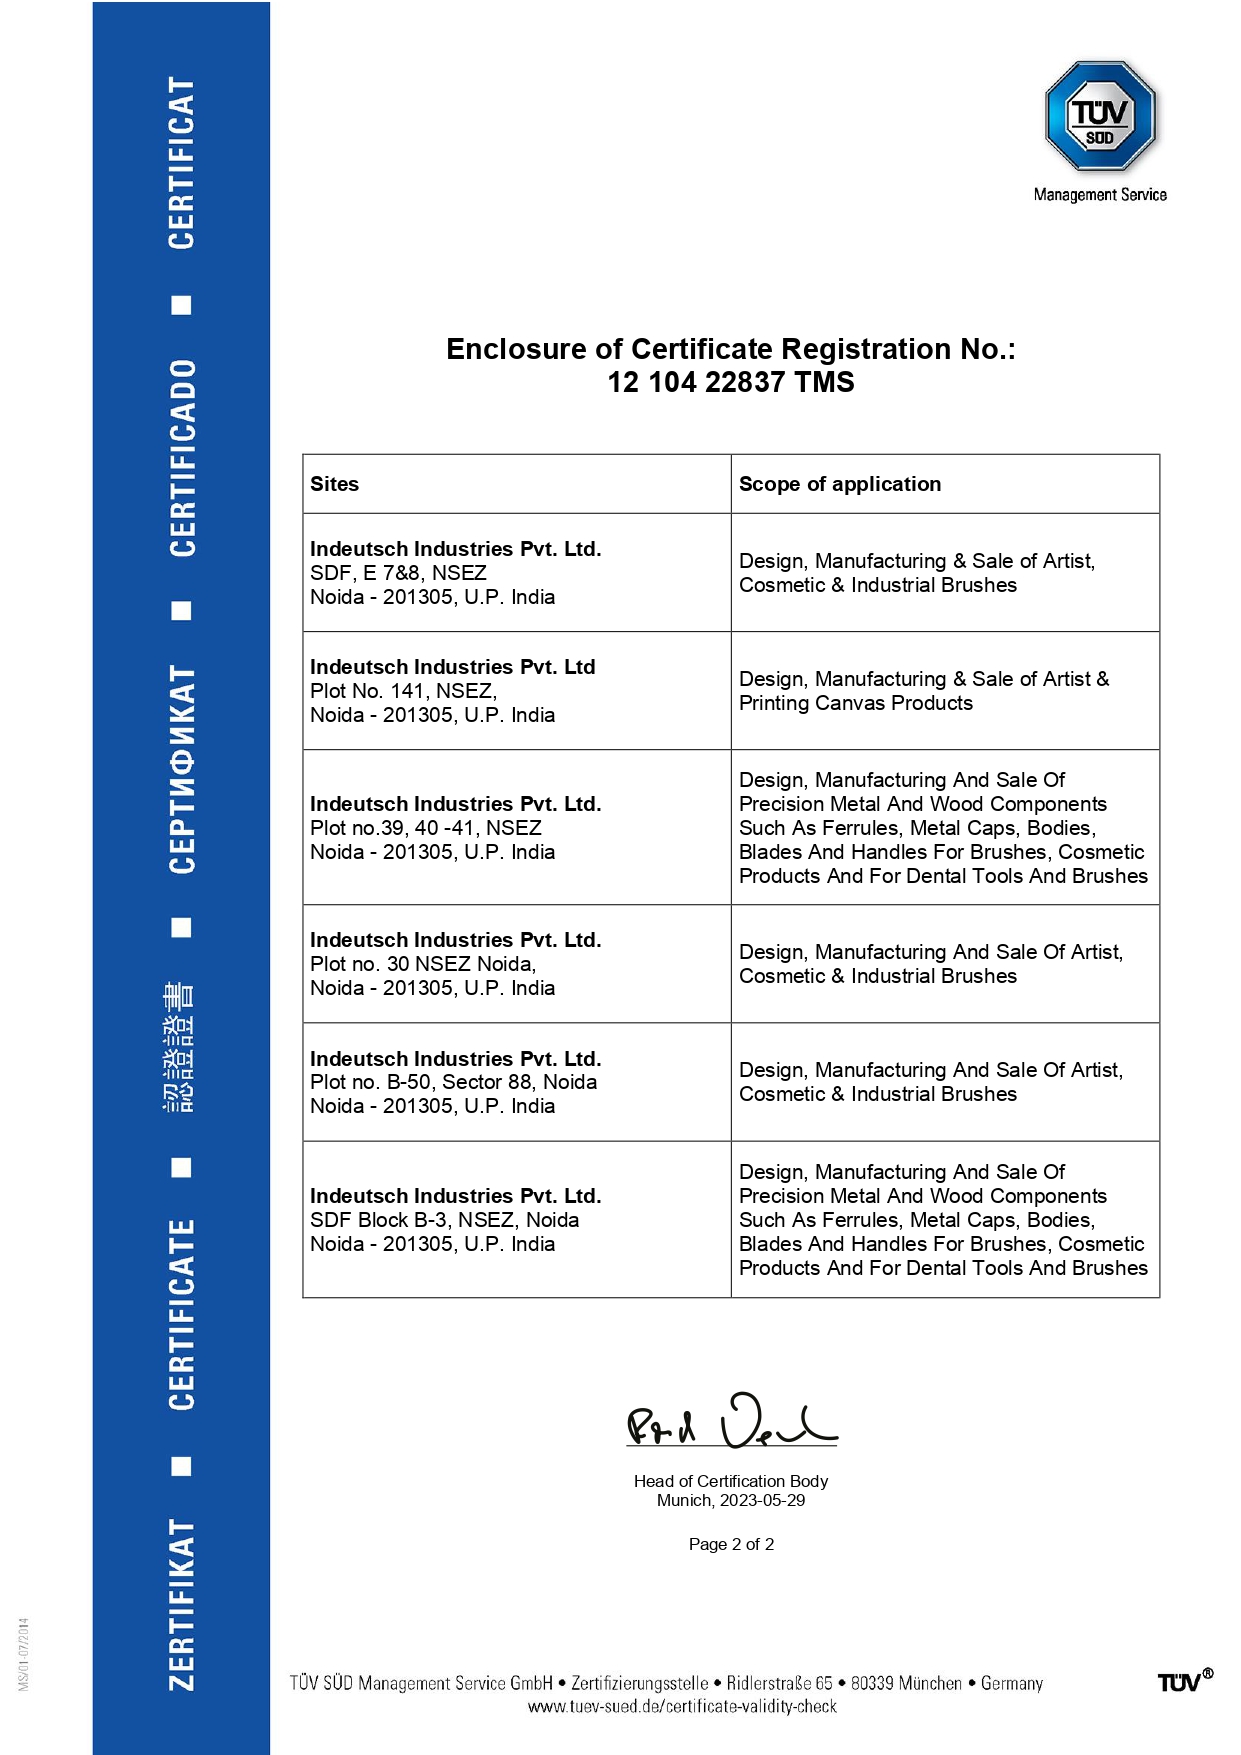 TÜV
SÜD
Management Service
ZERTIFIKAT ■ CERTIFICATE ■ 認證證書 ■ СЕРТИФИКАТ ■ CERTIFICADO ■ CERTIFICAT
Enclosure of Certificate Registration No.:
12 104 22837 TMS
Sites
Scope of application
Indeutsch Industries Pvt. Ltd.
SDF, E 7&8, NSEZ
Noida - 201305, U.P. India
Design, Manufacturing & Sale of Artist,
Cosmetic & Industrial Brushes
Indeutsch Industries Pvt. Ltd
Plot No. 141, NSEZ,
Noida - 201305, U.P. India
Design, Manufacturing & Sale of Artist &
Printing Canvas Products
Indeutsch Industries Pvt. Ltd.
Plot no.39, 40 -41, NSEZ
Noida - 201305, U.P. India
Design, Manufacturing And Sale Of
Precision Metal And Wood Components
Such As Ferrules, Metal Caps, Bodies,
Blades And Handles For Brushes, Cosmetic
Products And For Dental Tools And Brushes
Indeutsch Industries Pvt. Ltd.
Plot no. 30 NSEZ Noida,
Noida - 201305, U.P. India
Design, Manufacturing And Sale Of Artist,
Cosmetic & Industrial Brushes
Indeutsch Industries Pvt. Ltd.
Plot no. B-50, Sector 88, Noida
Noida - 201305, U.P. India
Design, Manufacturing And Sale Of Artist,
Cosmetic & Industrial Brushes
Indeutsch Industries Pvt. Ltd.
SDF Block B-3, NSEZ, Noida
Noida - 201305, U.P. India
Design, Manufacturing And Sale Of
Precision Metal And Wood Components
Such As Ferrules, Metal Caps, Bodies,
Blades And Handles For Brushes, Cosmetic
Products And For Dental Tools And Brushes
Head of Certification Body
Munich, 2023-05-29
Page 2 of 2
MS/01-07/2014
TÜV SÜD Management Service GmbH • Zertifizierungsstelle • Ridlerstraße 65 • 80339 München • Germany
www.tuev-sued.de/certificate-validity-check
TÜV®